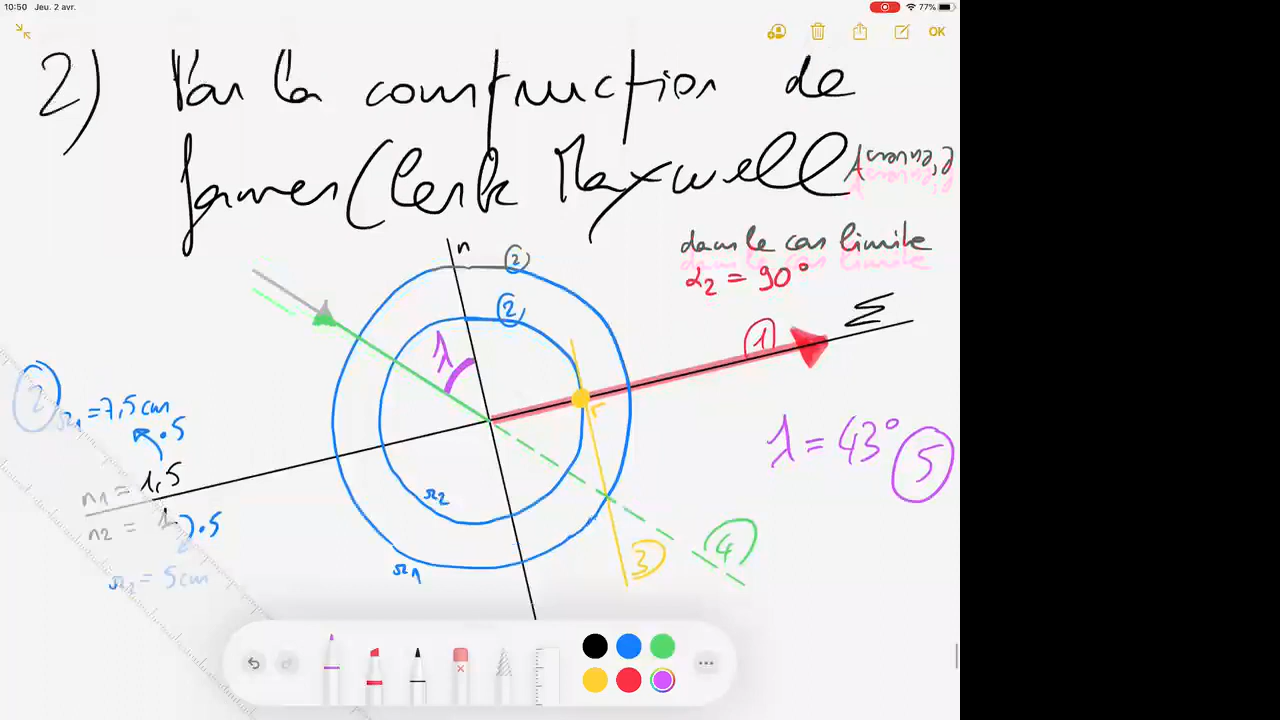 10:50 Jeu. 2 avr.
77%
OK
2) Par la construction de
James Clerk Maxwell
dans le cas limite
α2 = 90°
n
2
2
λ
1
Σ
2
r1 = 7,5 cm
.5
n1 = 1,5
n2 = 1
.5
r2 = 5cm
r2
r1
r
λ = 43°
5
4
3